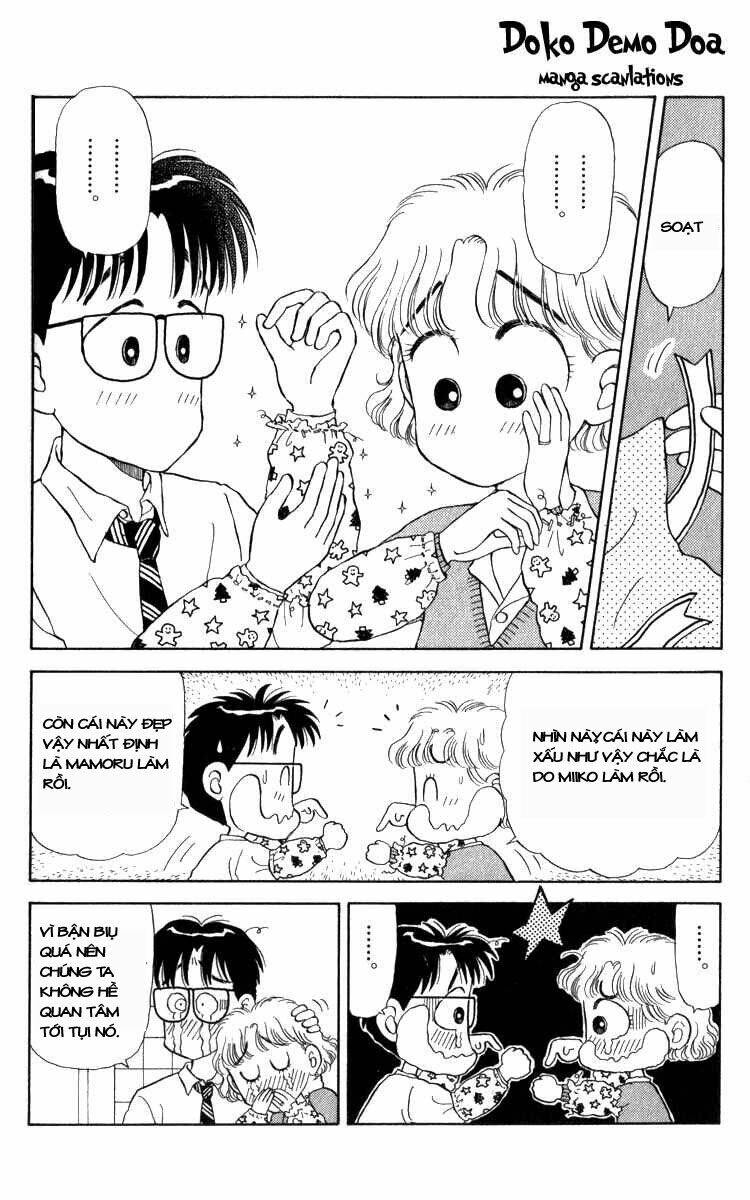 Doko Demo Doa
manga scanlations
SOẠT
NHÌN NÀY,CÁI NÀY LÀM
XẤU NHƯ VẬY CHẮC LÀ
DO MIIKO LÀM RỒI.
CÒN CÁI NÀY ĐẸP
VẬY NHẤT ĐỊNH
LÀ MAMORU LÀM
RỒI.
VÌ BẬN BỊU
QUÁ NÊN
CHÚNG TA
KHÔNG HỀ
QUAN TÂM
TỚI TỤI NÓ.